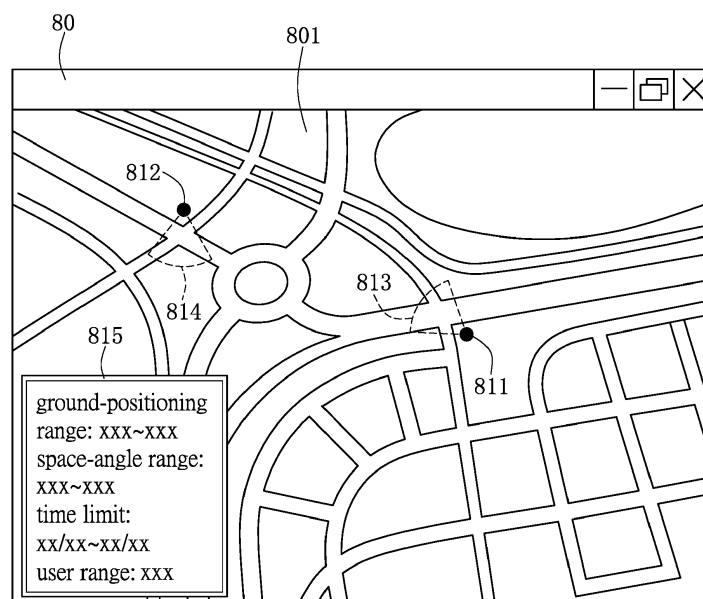 80
801
812
814
813
811
815
ground-positioning
range: xxx~xxx
space-angle range:
xxx~xxx
time limit:
xx/xx~xx/xx
user range: xxx